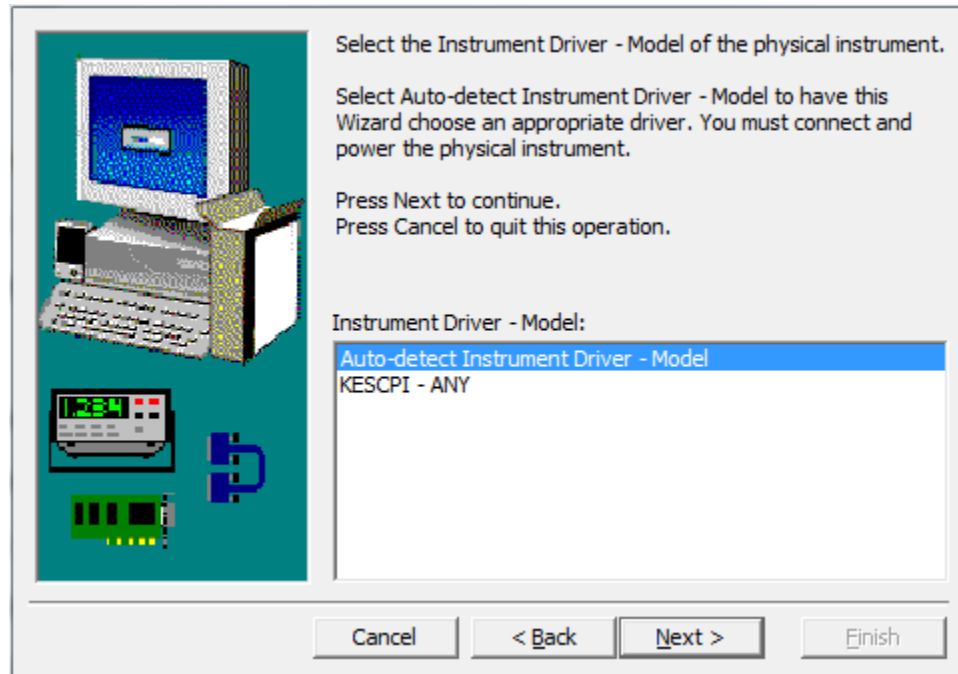 Select the Instrument Driver - Model of the physical instrument.
Select Auto-detect Instrument Driver - Model to have this
Wizard choose an appropriate driver. You must connect and
power the physical instrument.
Press Next to continue.
Press Cancel to quit this operation.
Instrument Driver - Model:
Auto-detect Instrument Driver - Model
KESCPI - ANY
1.234
Cancel
< Back
Next >
Finish